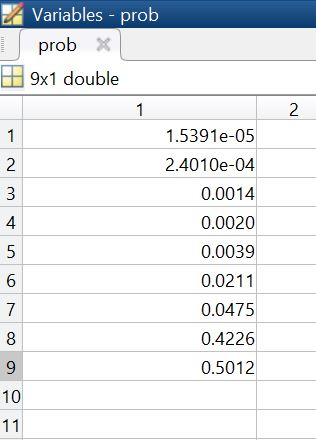 Variables - prob
prob
9x1 double
1 2
1 1.5391e-05
2 2.4010e-04
3 0.0014
4 0.0020
5 0.0039
6 0.0211
7 0.0475
8 0.4226
9 0.5012
10
11